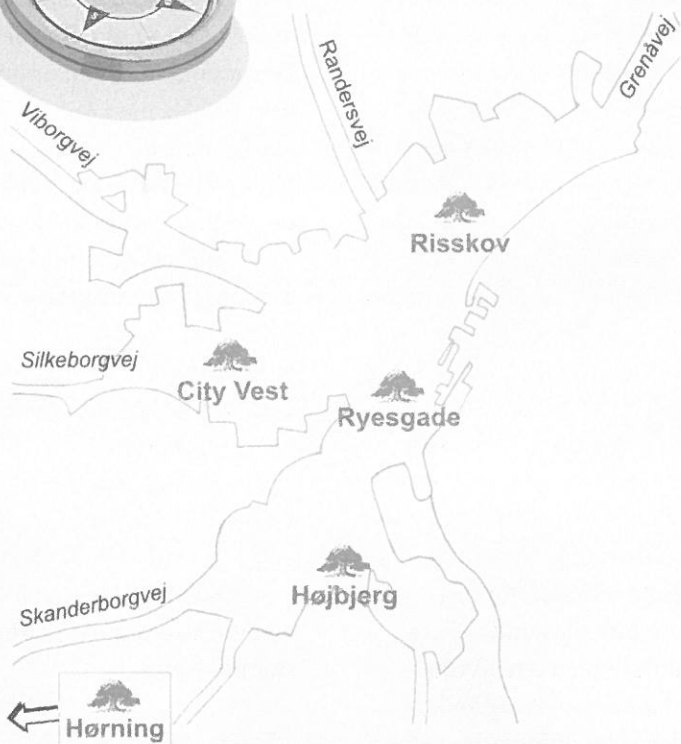 Viborgvej
Randersvej
Grenåvej
Risskov
Silkeborgvej
City Vest
Ryesgade
Højbjerg
Skanderborgvej
Hørning